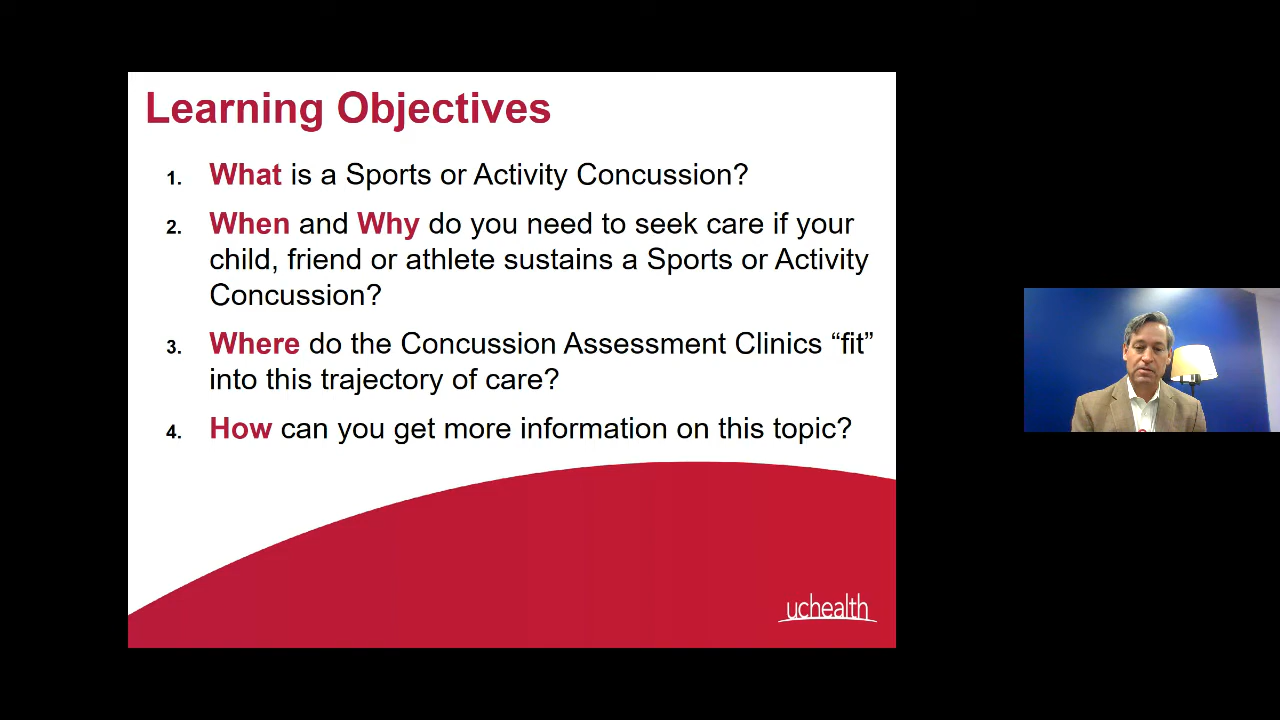 Learning Objectives
1. What is a Sports or Activity Concussion?
2. When and Why do you need to seek care if your
child, friend or athlete sustains a Sports or Activity
Concussion?
3. Where do the Concussion Assessment Clinics “fit”
into this trajectory of care?
4. How can you get more information on this topic?
uchealth